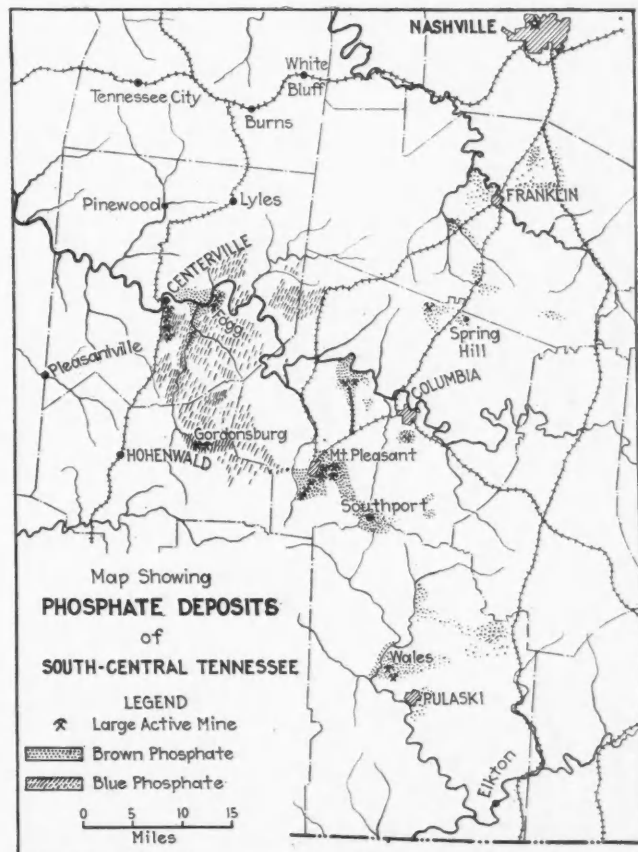 NASHVILLE
White
Bluff
Tennessee City
Burns
Pinewood
Lyles
FRANKLIN
CENTERVILLE
Fogg
Spring
Hill
Pleasantville
COLUMBIA
Gordonsburg
HOHENWALD
Mt. Pleasant
Southport
Map Showing
PHOSPHATE DEPOSITS
of
SOUTH-CENTRAL TENNESSEE
LEGEND
Large Active Mine
Brown Phosphate
Blue Phosphate
0 5 10 15
Miles
Wales
PULASKI
Elkton